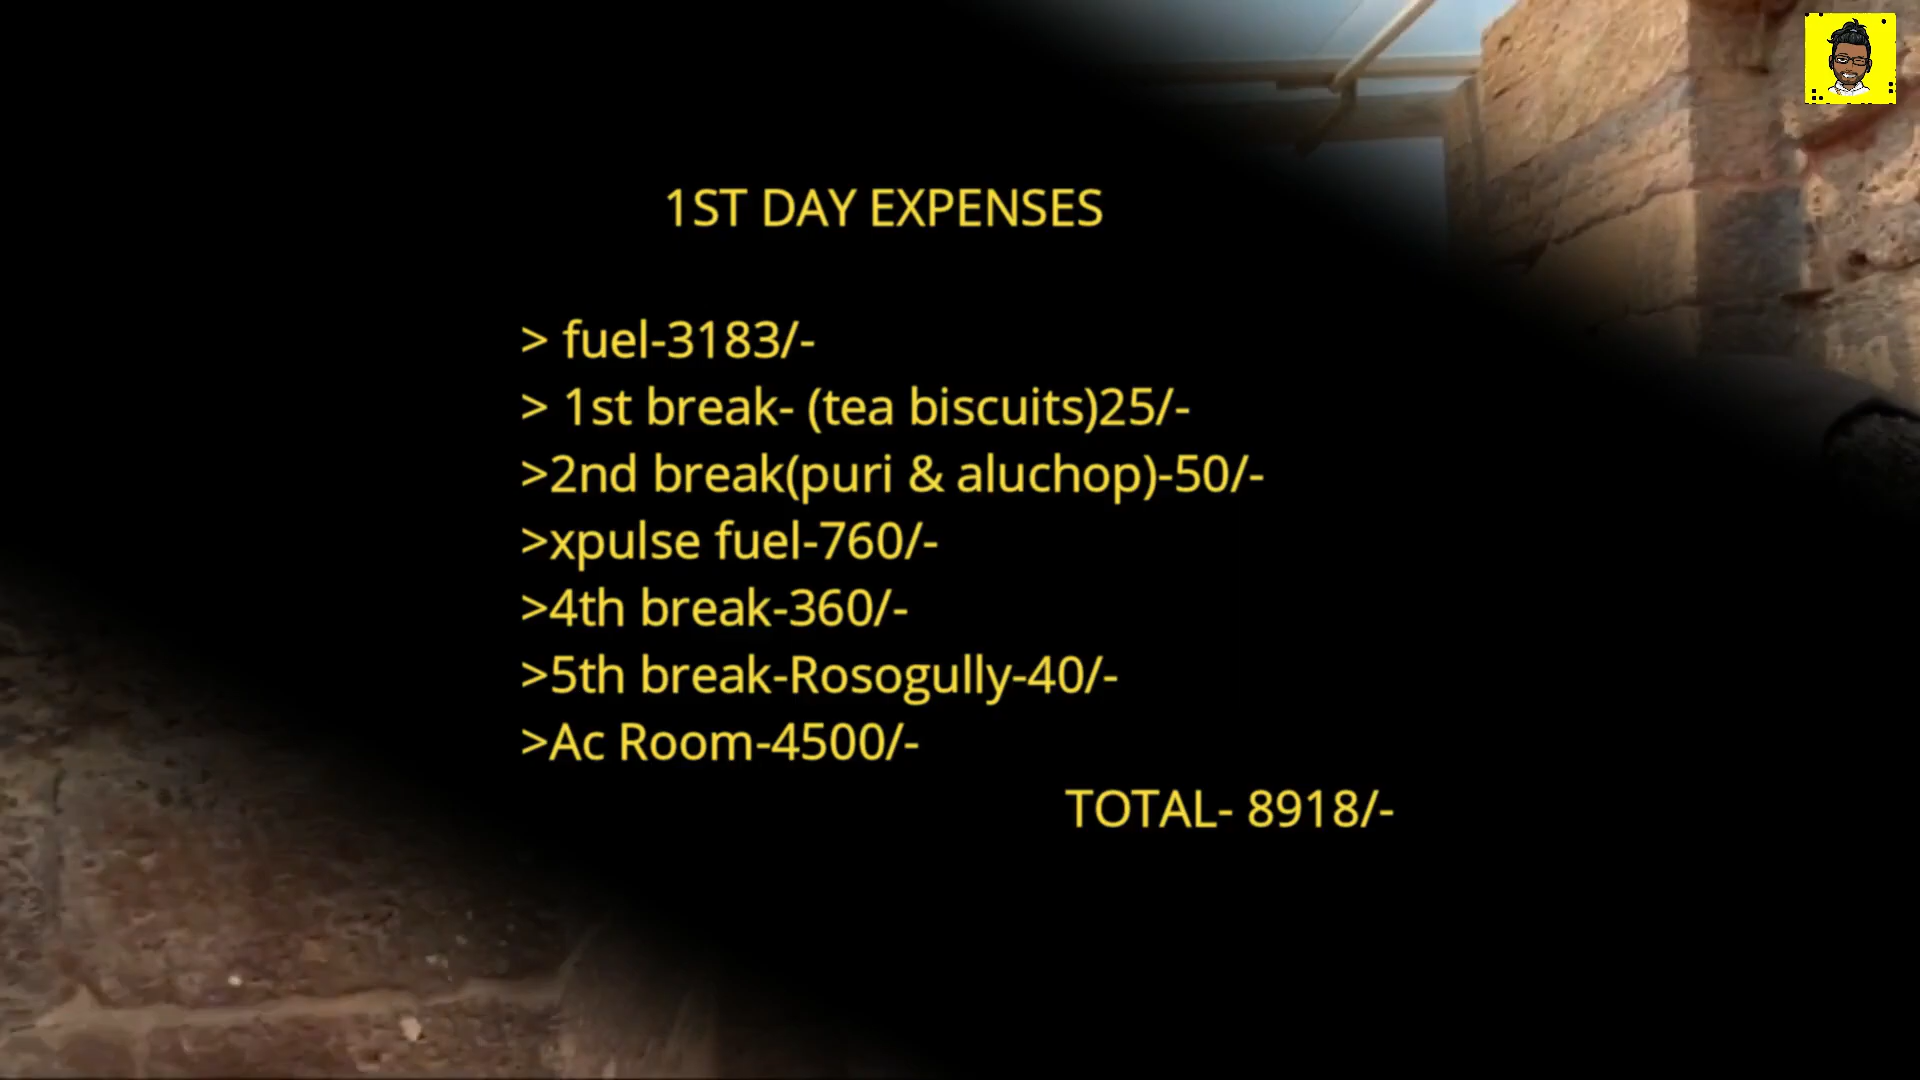 1ST DAY EXPENSES
> fuel-3183/-
> 1st break- (tea biscuits)25/-
>2nd break(puri & aluchop)-50/-
>xpulse fuel-760/-
>4th break-360/-
>5th break-Rosogully-40/-
>Ac Room-4500/-
TOTAL- 8918/-